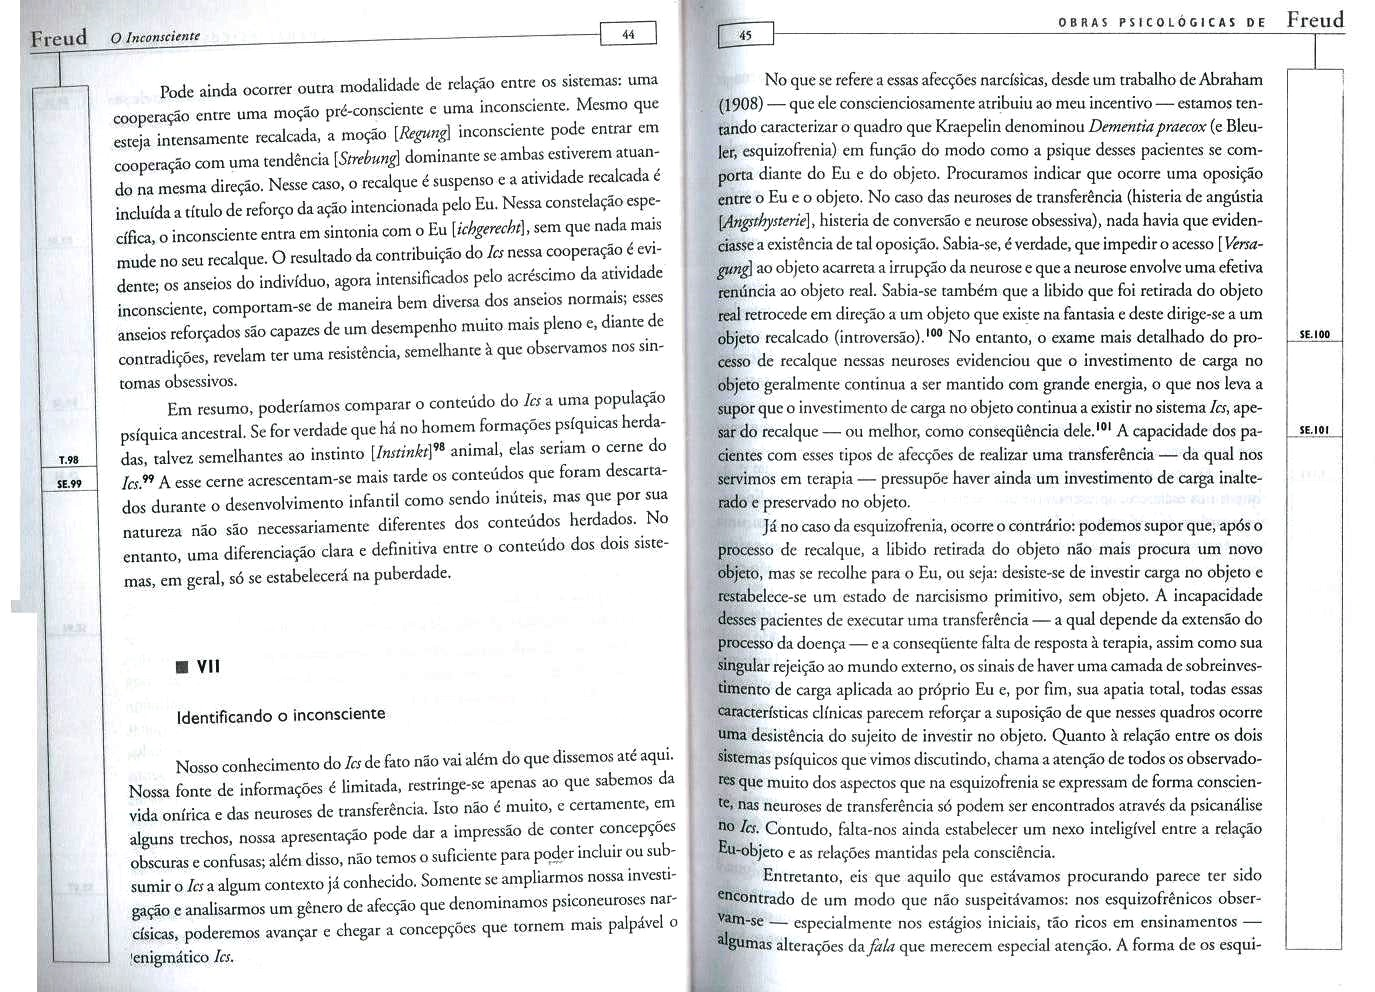 Freud O Inconsciente 44
Pode ainda ocorrer outra modalidade de relação entre os sistemas: uma
cooperação entre uma moção pré-consciente e uma inconsciente. Mesmo que
esteja intensamente recalcada, a moção [Regung] inconsciente pode entrar em
cooperação com uma tendência [Strebung] dominante se ambas estiverem atuan-
do na mesma direção. Nesse caso, o recalque é suspenso e a atividade recalcada é
incluída a título de reforço da ação intencionada pelo Eu. Nessa constelação espe-
cífica, o inconsciente entra em sintonia com o Eu [ichgerecht], sem que nada mais
mude no seu recalque. O resultado da contribuição do Ics nessa cooperação é evi-
dente; os anseios do indivíduo, agora intensificados pelo acréscimo da atividade
inconsciente, comportam-se de maneira bem diversa dos anseios normais; esses
anseios reforçados são capazes de um desempenho muito mais pleno e, diante de
contradições, revelam ter uma resistência, semelhante à que observamos nos sin-
tomas obsessivos.
Em resumo, poderíamos comparar o conteúdo do Ics a uma população
psíquica ancestral. Se for verdade que há no homem formações psíquicas herda-
das, talvez semelhantes ao instinto [Instinkt]98 animal, elas seriam o cerne do
Ics.99 A esse cerne acrescentam-se mais tarde os conteúdos que foram descarta-
dos durante o desenvolvimento infantil como sendo inúteis, mas que por sua
natureza não são necessariamente diferentes dos conteúdos herdados. No
entanto, uma diferenciação clara e definitiva entre o conteúdo dos dois siste-
mas, em geral, só se estabelecerá na puberdade.
T.98
SE.99
■ VII
Identificando o inconsciente
Nosso conhecimento do Ics de fato não vai além do que dissemos até aqui.
Nossa fonte de informações é limitada, restringe-se apenas ao que sabemos da
vida onírica e das neuroses de transferência. Isto não é muito, e certamente, em
alguns trechos, nossa apresentação pode dar a impressão de conter concepções
obscuras e confusas; além disso, não temos o suficiente para poder incluir ou sub-
sumir o Ics a algum contexto já conhecido. Somente se ampliarmos nossa investi-
gação e analisarmos um gênero de afecção que denominamos psiconeuroses nar-
císicas, poderemos avançar e chegar a concepções que tornem mais palpável o
enigmático Ics.
45 OBRAS PSICOLÓGICAS DE Freud
No que se refere a essas afecções narcísicas, desde um trabalho de Abraham
(1908) — que ele conscienciosamente atribuiu ao meu incentivo — estamos ten-
tando caracterizar o quadro que Kraepelin denominou Dementia praecox (e Bleu-
ler, esquizofrenia) em função do modo como a psique desses pacientes se com-
porta diante do Eu e do objeto. Procuramos indicar que ocorre uma oposição
entre o Eu e o objeto. No caso das neuroses de transferência (histeria de angústia
[Angsthysterie], histeria de conversão e neurose obsessiva), nada havia que eviden-
ciasse a existência de tal oposição. Sabia-se, é verdade, que impedir o acesso [Versa-
gung] ao objeto acarreta a irrupção da neurose e que a neurose envolve uma efetiva
renúncia ao objeto real. Sabia-se também que a libido que foi retirada do objeto
real retrocede em direção a um objeto que existe na fantasia e deste dirige-se a um
objeto recalcado (introversão).100 No entanto, o exame mais detalhado do pro-
cesso de recalque nessas neuroses evidenciou que o investimento de carga no
objeto geralmente continua a ser mantido com grande energia, o que nos leva a
supor que o investimento de carga no objeto continua a existir no sistema Ics, ape-
sar do recalque — ou melhor, como conseqüência dele.101 A capacidade dos pa-
cientes com esses tipos de afecções de realizar uma transferência — da qual nos
servimos em terapia — pressupõe haver ainda um investimento de carga inalte-
rado e preservado no objeto.
Já no caso da esquizofrenia, ocorre o contrário: podemos supor que, após o
processo de recalque, a libido retirada do objeto não mais procura um novo
objeto, mas se recolhe para o Eu, ou seja: desiste-se de investir carga no objeto e
restabelece-se um estado de narcisismo primitivo, sem objeto. A incapacidade
desses pacientes de executar uma transferência — a qual depende da extensão do
processo da doença — e a conseqüente falta de resposta à terapia, assim como sua
singular rejeição ao mundo externo, os sinais de haver uma camada de sobreinves-
timento de carga aplicada ao próprio Eu e, por fim, sua apatia total, todas essas
características clínicas parecem reforçar a suposição de que nesses quadros ocorre
uma desistência do sujeito de investir no objeto. Quanto à relação entre os dois
sistemas psíquicos que vimos discutindo, chama a atenção de todos os observado-
res que muito dos aspectos que na esquizofrenia se expressam de forma conscien-
te, nas neuroses de transferência só podem ser encontrados através da psicanálise
no Ics. Contudo, falta-nos ainda estabelecer um nexo inteligível entre a relação
Eu-objeto e as relações mantidas pela consciência.
Entretanto, eis que aquilo que estávamos procurando parece ter sido
encontrado de um modo que não suspeitávamos: nos esquizofrênicos obser-
vam-se — especialmente nos estágios iniciais, tão ricos em ensinamentos —
algumas alterações da fala que merecem especial atenção. A forma de os esqui-
SE.100
SE.101